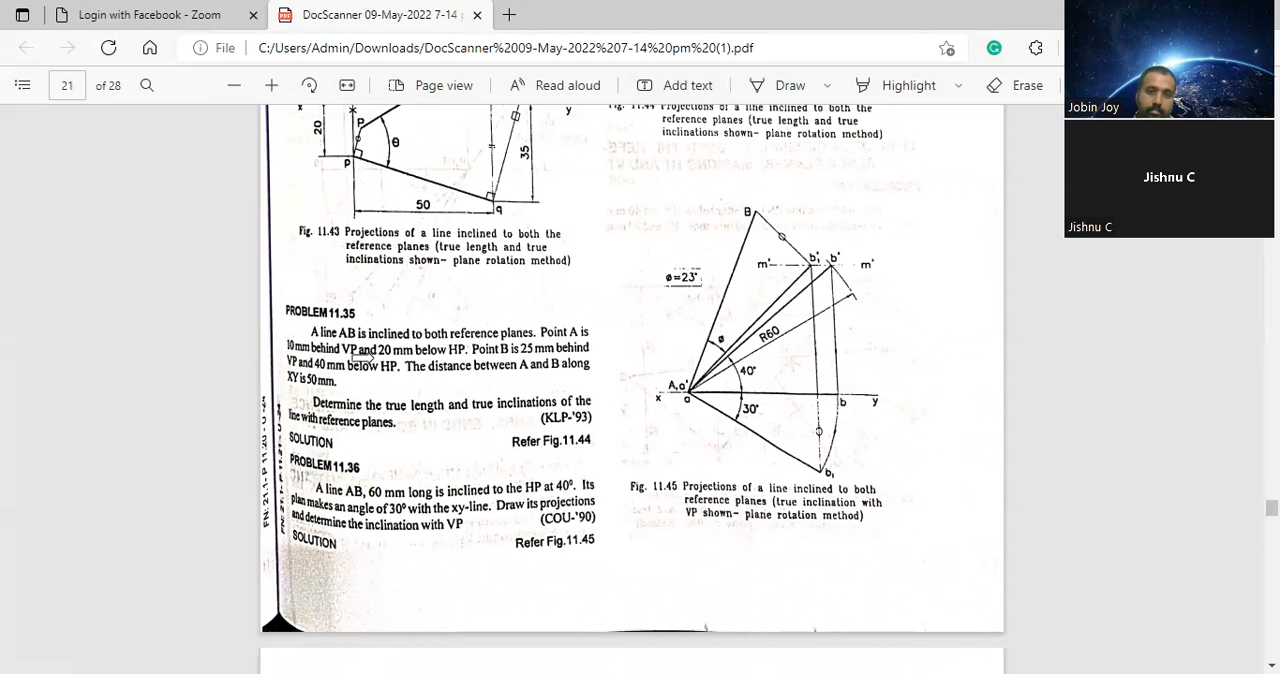 Login with Facebook - Zoom
DocScanner 09-May-2022 7-14 p
File
C:/Users/Admin/Downloads/DocScanner%2009-May-2022%207-14%20pm%20(1).pdf
21 of 28
Page view
Read aloud
Add text
Draw
Highlight
Erase
Jobin Joy
Jishnu C
Jishnu C
x
y
20
P
θ
p
35
50
q
Fig. 11.43 Projections of a line inclined to both the
reference planes (true length and true
inclinations shown- plane rotation method)
PROBLEM 11.35
A line AB is inclined to both reference planes. Point A is
10mm behind VP and 20 mm below HP. Point B is 25 mm behind
VP and 40 mm below HP. The distance between A and B along
XY is 50 mm.
Determine the true length and true inclinations of the
line with reference planes. (KLP-'93)
SOLUTION Refer Fig.11.44
PROBLEM 11.36
A line AB, 60 mm long is inclined to the HP at 40°. Its
plan makes an angle of 30° with the xy-line. Draw its projections
and determine the inclination with VP (COU-'90)
SOLUTION Refer Fig.11.45
Fig. 11.44 Projections of a line inclined to both the
reference planes (true length and true
inclinations shown- plane rotation method)
B
m'
b'₁
b'
m'
ø=23°
ø
R60
40°
A,a'
x
a
b
y
30°
b₁
Fig. 11.45 Projections of a line inclined to both
reference planes (true inclination with
VP shown- plane rotation method)